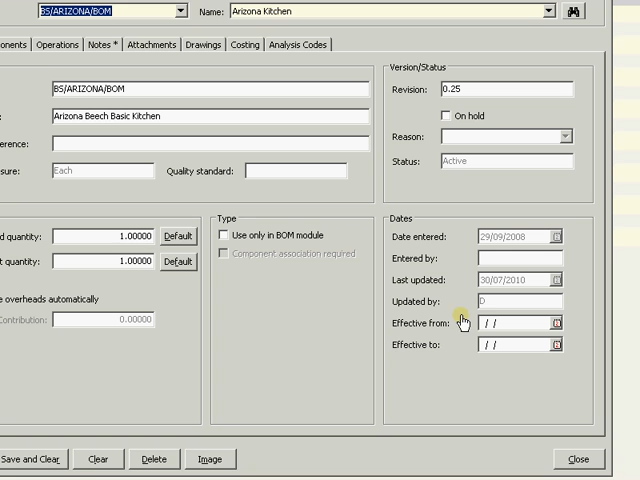 BS/ARIZONA/BOM Name: Arizona Kitchen
onents Operations Notes * Attachments Drawings Costing Analysis Codes
BS/ARIZONA/BOM
: Arizona Beech Basic Kitchen
erence:
sure: Each Quality standard:
Version/Status
Revision: 0.25
On hold
Reason:
Status: Active
d quantity: 1.00000 Default
t quantity: 1.00000 Default
e overheads automatically
Contribution: 0.00000
Type
Use only in BOM module
Component association required
Dates
Date entered: 29/09/2008
Entered by:
Last updated: 30/07/2010
Updated by: D
Effective from: / /
Effective to: / /
Save and Clear Clear Delete Image Close